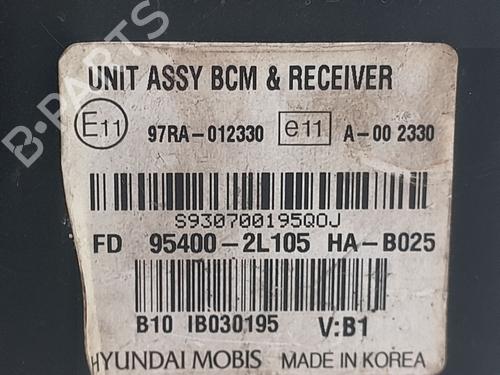 UNIT ASSY BCM & RECEIVER
E11 97RA-012330 e11 A-00 2330
S930700195QOJ
FD 95400-2L105 HA-B025
B10 IB030195 V:B1
HYUNDAI MOBIS MADE IN KOREA
B-PARTS